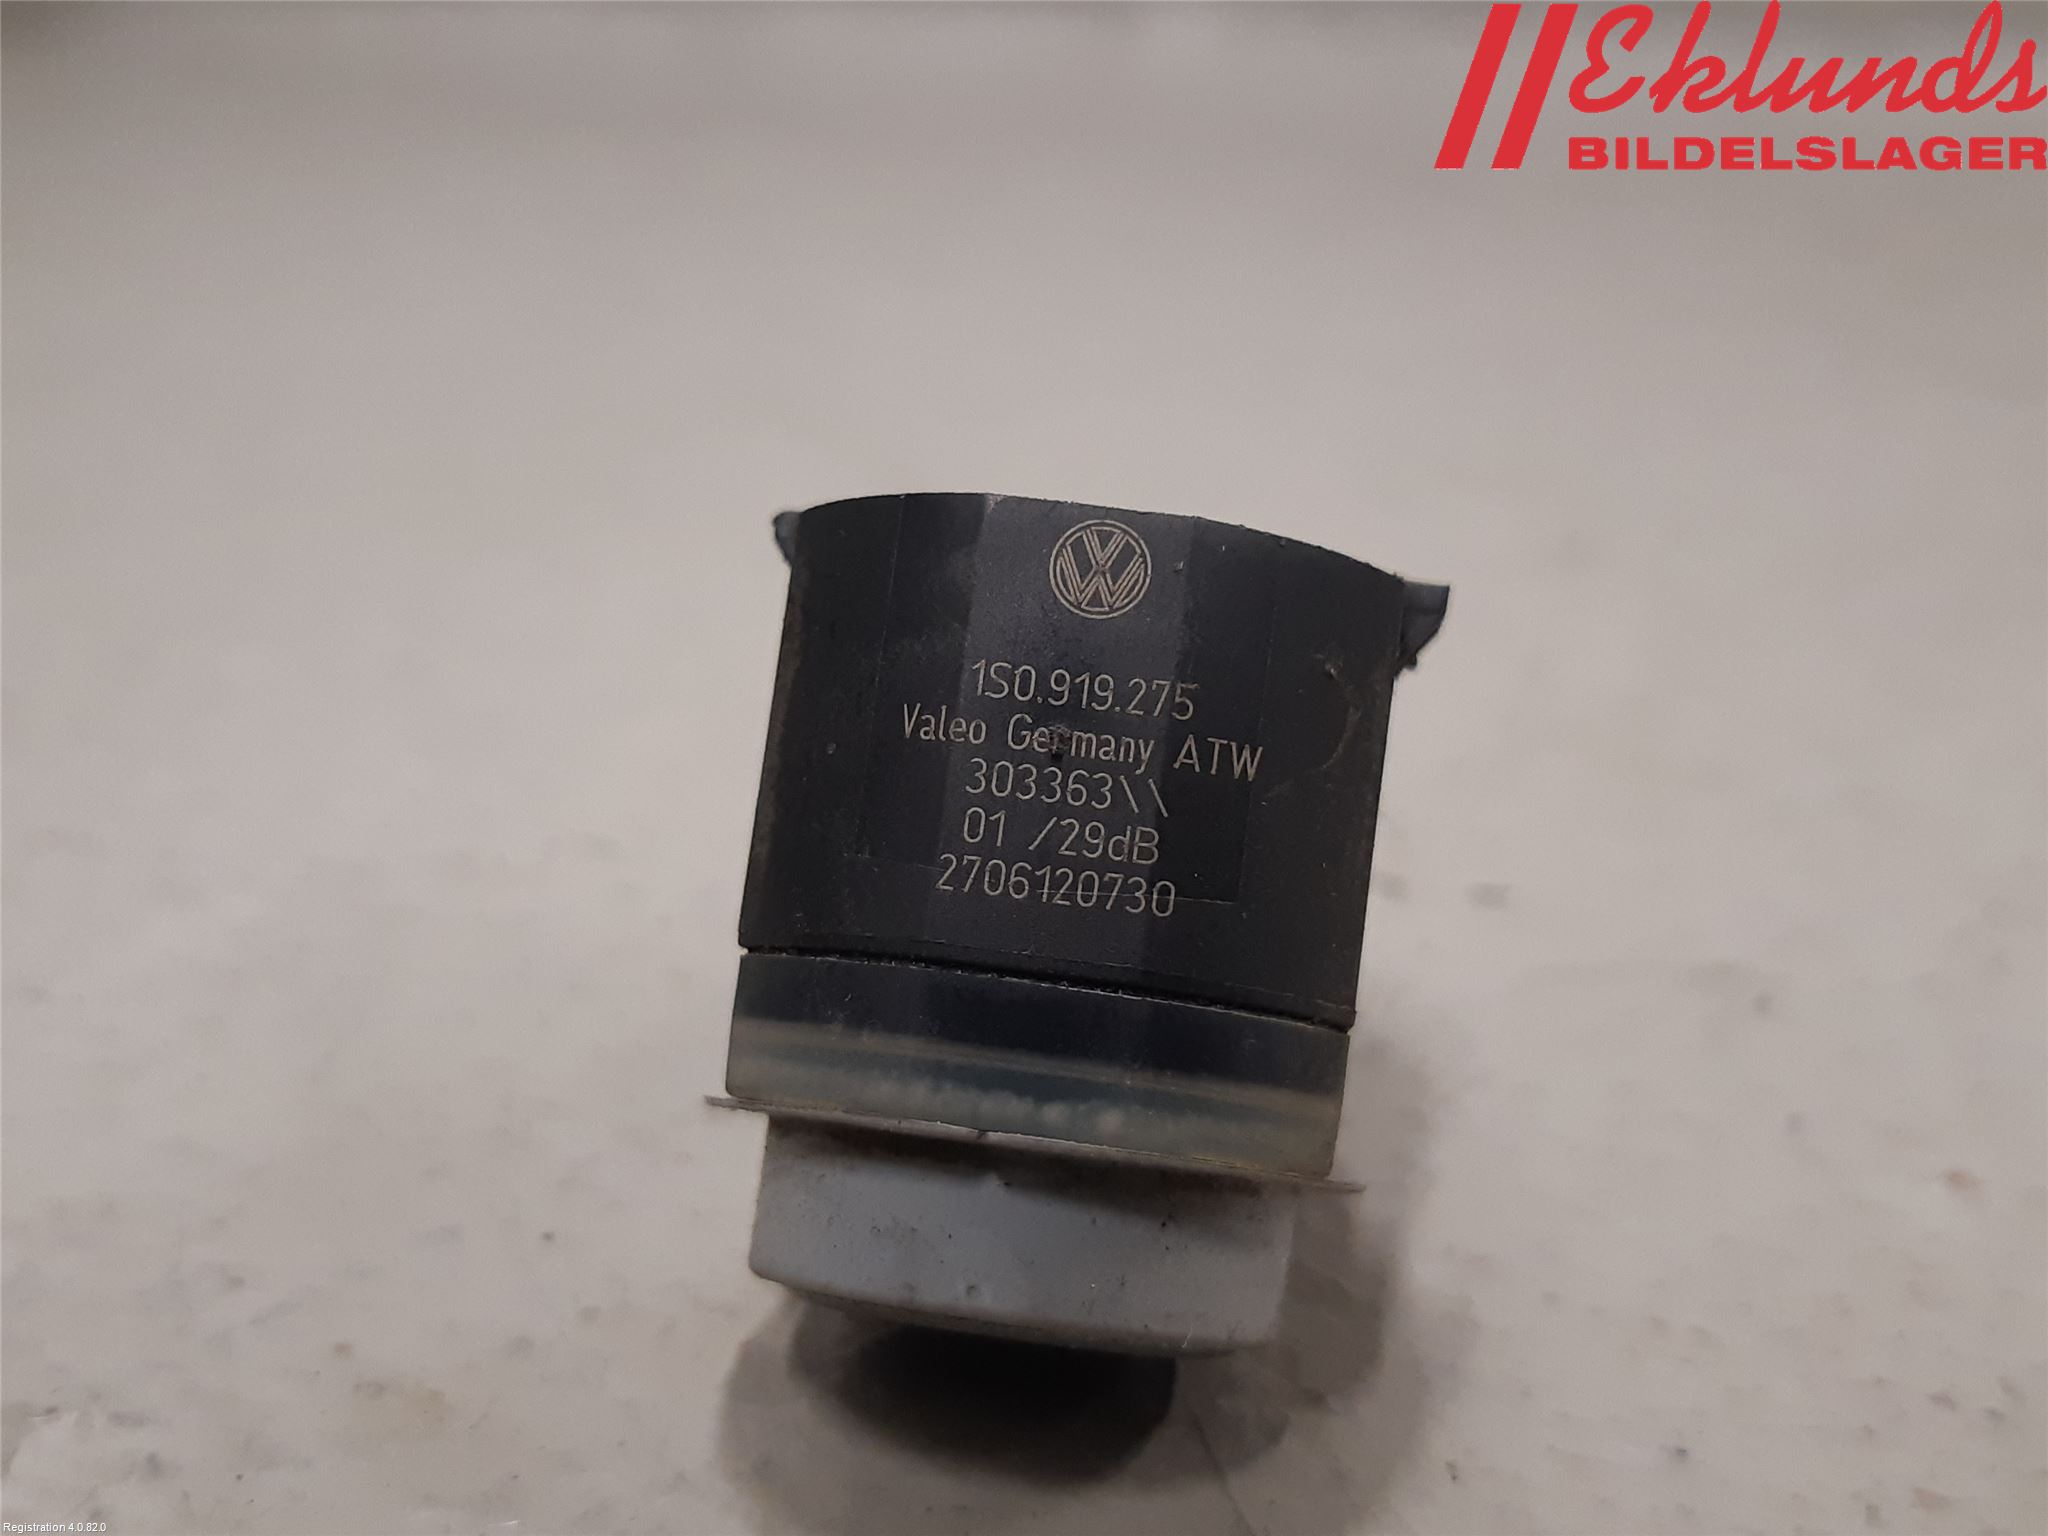 Eklunds
BILDELSLAGER
1S0.919.275
Valeo Germany ATW
303363\\
01 /29dB
2706120730
Registration 4.0.82.0